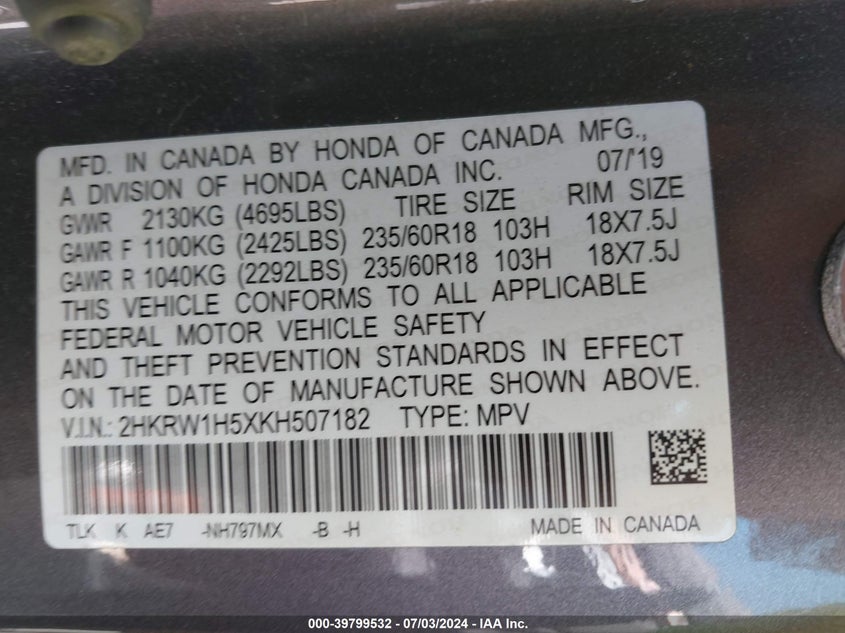 MFD. IN CANADA BY HONDA OF CANADA MFG.,
A DIVISION OF HONDA CANADA INC. 07/'19
GVWR 2130KG (4695LBS) TIRE SIZE RIM SIZE
GAWR F 1100KG (2425LBS) 235/60R18 103H 18X7.5J
GAWR R 1040KG (2292LBS) 235/60R18 103H 18X7.5J
THIS VEHICLE CONFORMS TO ALL APPLICABLE
FEDERAL MOTOR VEHICLE SAFETY
AND THEFT PREVENTION STANDARDS IN EFFECT
ON THE DATE OF MANUFACTURE SHOWN ABOVE.
V.I.N.: 2HKRW1H5XKH507182 TYPE: MPV
TLK K AE7 -NH797MX -B -H MADE IN CANADA
000-39799532 - 07/03/2024 - IAA Inc.